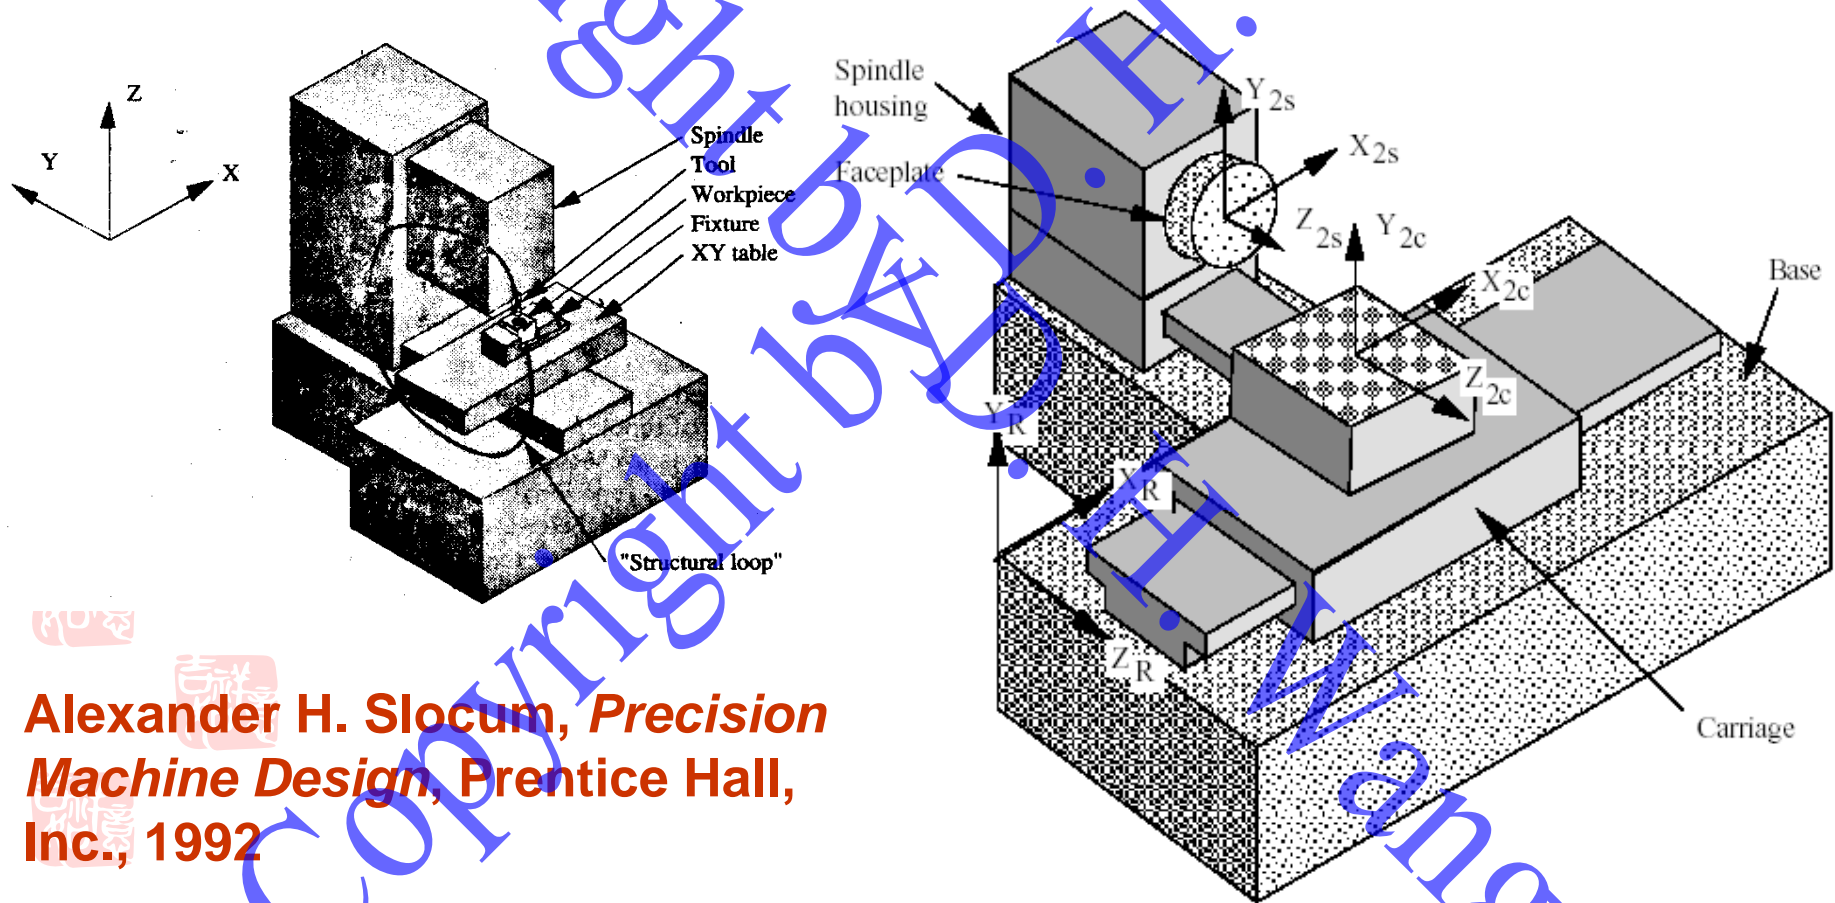 Z
Y
X
Spindle
Tool
Workpiece
Fixture
XY table
"Structural loop"
Alexander H. Slocum, Precision
Machine Design, Prentice Hall,
Inc., 1992
Spindle
housing
Faceplate
Y2s
X2s
Z2s
Y2c
X2c
Z2c
Base
YR
XR
ZR
Carriage
Copyright by D. H. Wang
right by D. H.